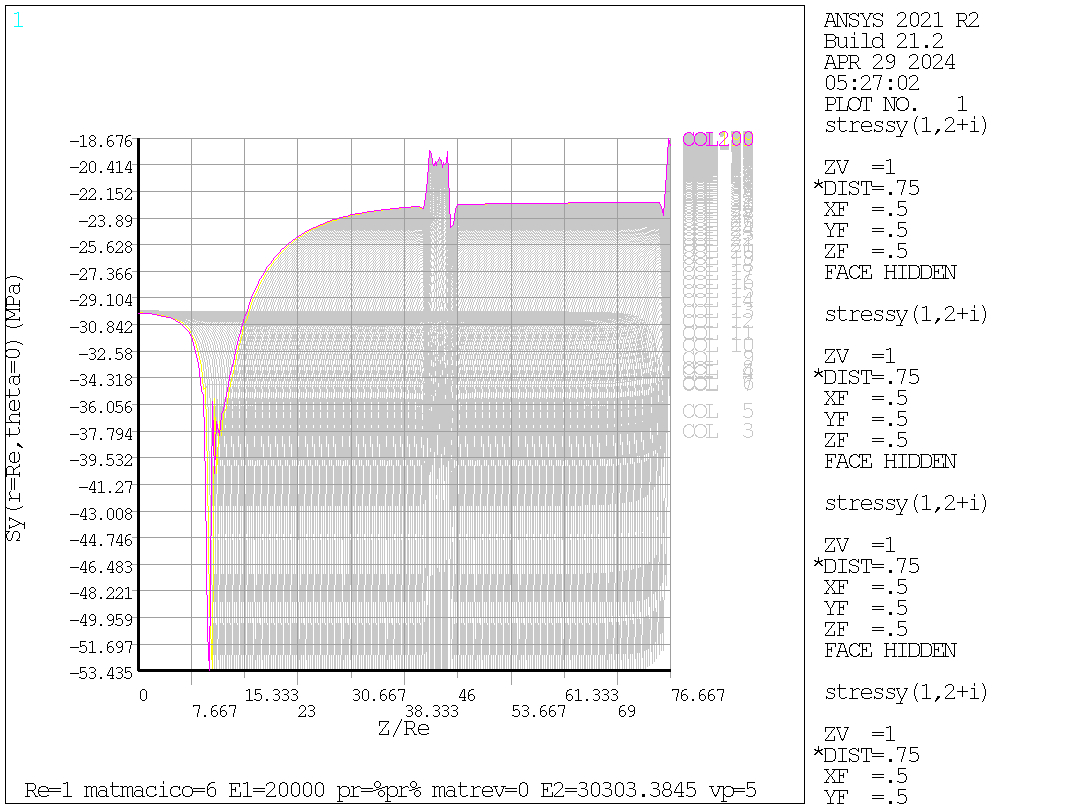 1
ANSYS 2021 R2
Build 21.2
APR 29 2024
05:27:02
PLOT NO. 1
stressy(1,2+i)
ZV =1
*DIST=.75
XF =.5
YF =.5
ZF =.5
FACE HIDDEN
stressy(1,2+i)
ZV =1
*DIST=.75
XF =.5
YF =.5
ZF =.5
FACE HIDDEN
stressy(1,2+i)
ZV =1
*DIST=.75
XF =.5
YF =.5
ZF =.5
FACE HIDDEN
stressy(1,2+i)
ZV =1
*DIST=.75
XF =.5
YF =.5
COL 5
COL 3
Sy(r=Re,theta=0)(MPa)
-18.676
-20.414
-22.152
-23.89
-25.628
-27.366
-29.104
-30.842
-32.58
-34.318
-36.056
-37.794
-39.532
-41.27
-43.008
-44.746
-46.483
-48.221
-49.959
-51.697
-53.435
0
7.667
15.333
23
30.667
38.333
46
53.667
61.333
69
76.667
Z/Re
Re=1 matmacico=6 E1=20000 pr=%pr% matrev=0 E2=30303.3845 vp=5